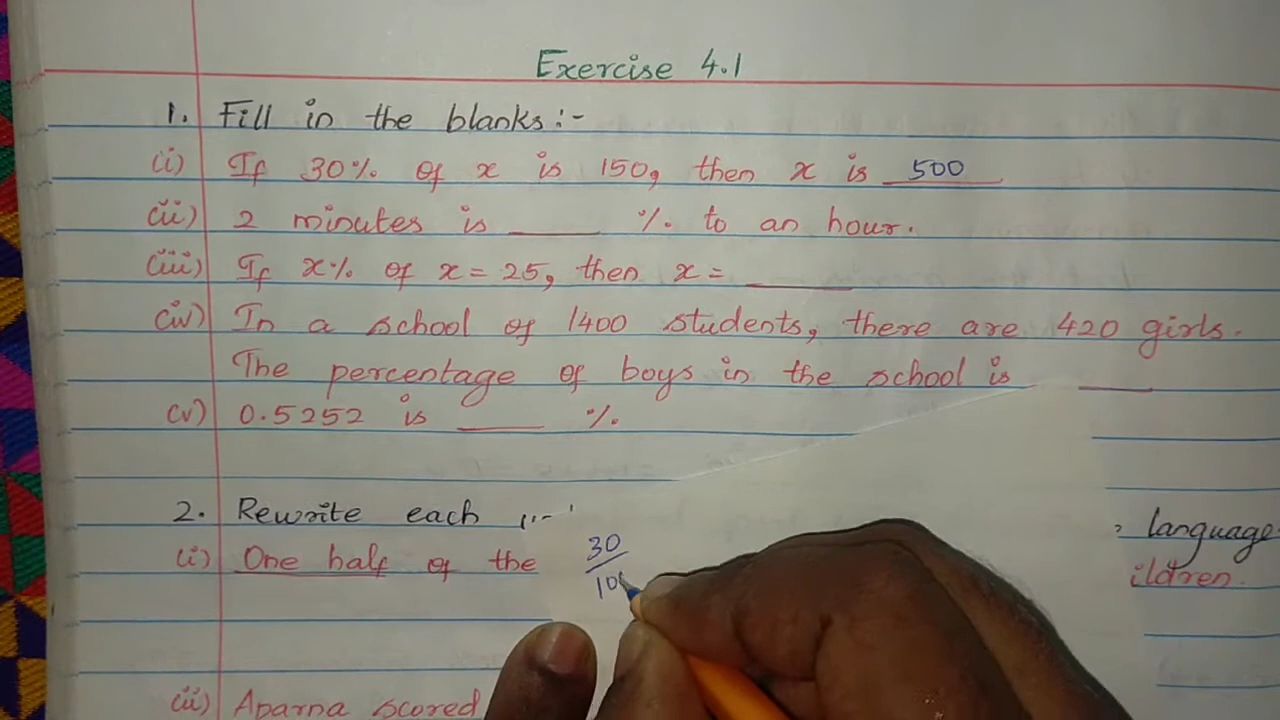 Exercise 4.1
1. Fill in the blanks:-
(i) If 30% of x is 150, then x is 500
(ii) 2 minutes is ____ % to an hour.
(iii) If x% of x = 25, then x = ____
(iv) In a school of 1400 students, there are 420 girls.
The percentage of boys in the school is ____
(v) 0.5252 is ____ %
2. Rewrite each
language
(i) One half of the
30
10
(ii) Aparna scored